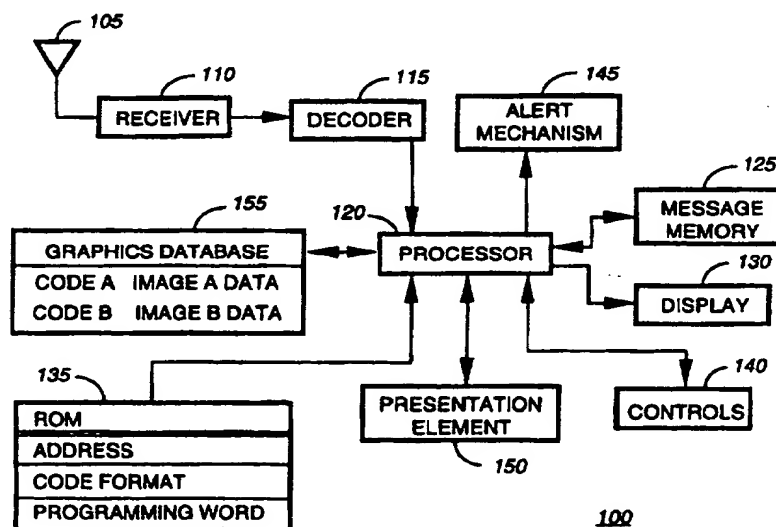 105
110
115
145
RECEIVER
DECODER
ALERT
MECHANISM
125
155
120
MESSAGE
MEMORY
GRAPHICS DATABASE
PROCESSOR
130
CODE A IMAGE A DATA
CODE B IMAGE B DATA
DISPLAY
135
140
ROM
PRESENTATION
ELEMENT
CONTROLS
ADDRESS
150
CODE FORMAT
PROGRAMMING WORD
100